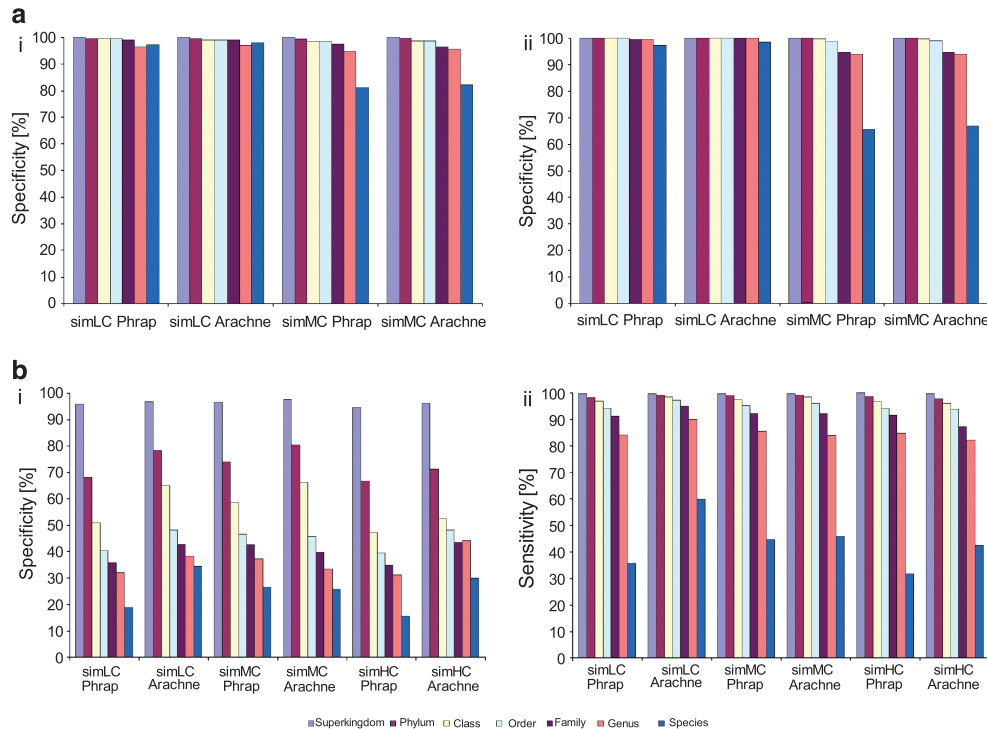 a
i
ii
Specificity [%]
100
90
80
70
60
50
40
30
20
10
0
simLC Phrap
simLC Arachne
simMC Phrap
simMC Arachne
Specificity [%]
100
90
80
70
60
50
40
30
20
10
0
simLC Phrap
simLC Arachne
simMC Phrap
simMC Arachne
b
i
ii
Specificity [%]
100
90
80
70
60
50
40
30
20
10
0
simLC
Phrap
simLC
Arachne
simMC
Phrap
simMC
Arachne
simHC
Phrap
simHC
Arachne
Sensitivity [%]
100
90
80
70
60
50
40
30
20
10
0
simLC
Phrap
simLC
Arachne
simMC
Phrap
simMC
Arachne
simHC
Phrap
simHC
Arachne
Superkingdom Phylum Class Order Family Genus Species